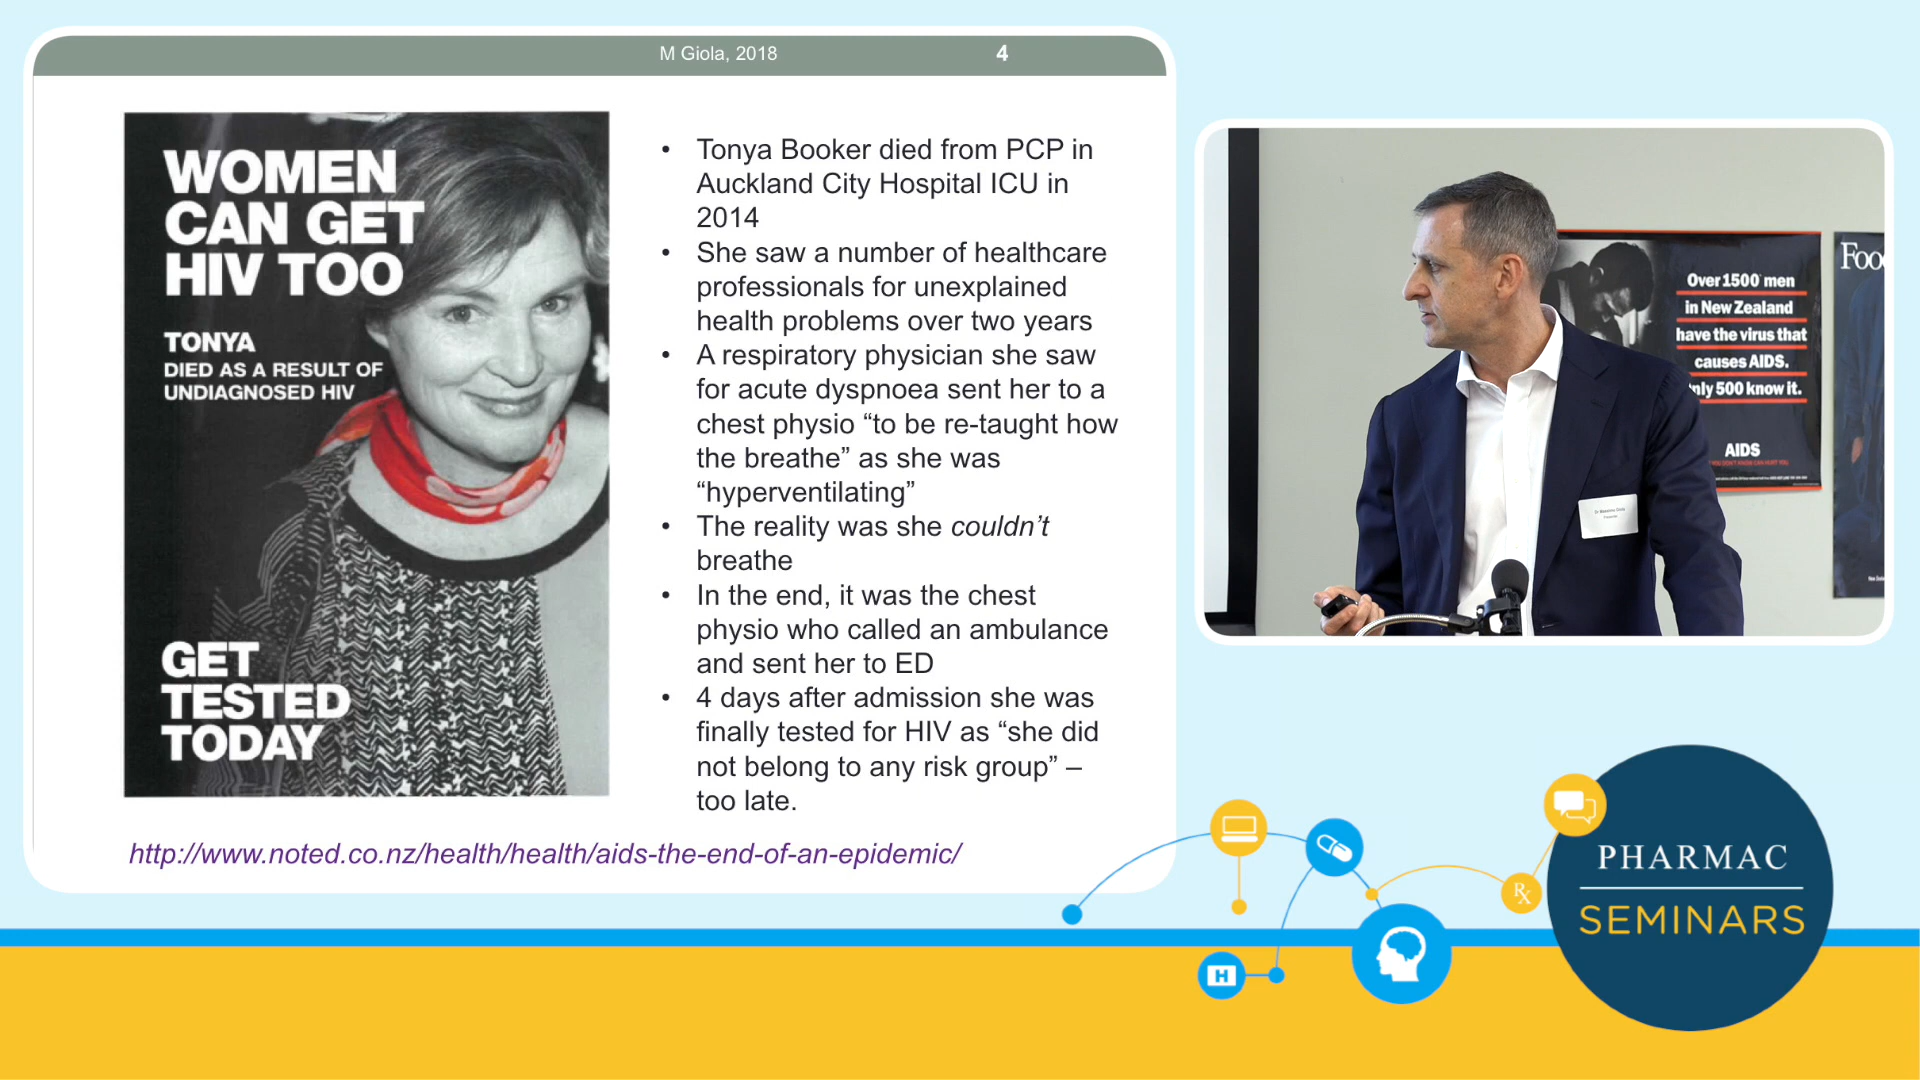 M Giola, 2018
4
WOMEN
CAN GET
HIV TOO
TONYA
DIED AS A RESULT OF
UNDIAGNOSED HIV
GET
TESTED
TODAY
• Tonya Booker died from PCP in
Auckland City Hospital ICU in
2014
• She saw a number of healthcare
professionals for unexplained
health problems over two years
• A respiratory physician she saw
for acute dyspnoea sent her to a
chest physio “to be re-taught how
the breathe” as she was
“hyperventilating”
• The reality was she couldn’t
breathe
• In the end, it was the chest
physio who called an ambulance
and sent her to ED
• 4 days after admission she was
finally tested for HIV as “she did
not belong to any risk group” –
too late.
http://www.noted.co.nz/health/health/aids-the-end-of-an-epidemic/
Over 1500 men
in New Zealand
have the virus that
causes AIDS.
nly 500 know it.
AIDS
Foo
H
Rx
PHARMAC
SEMINARS